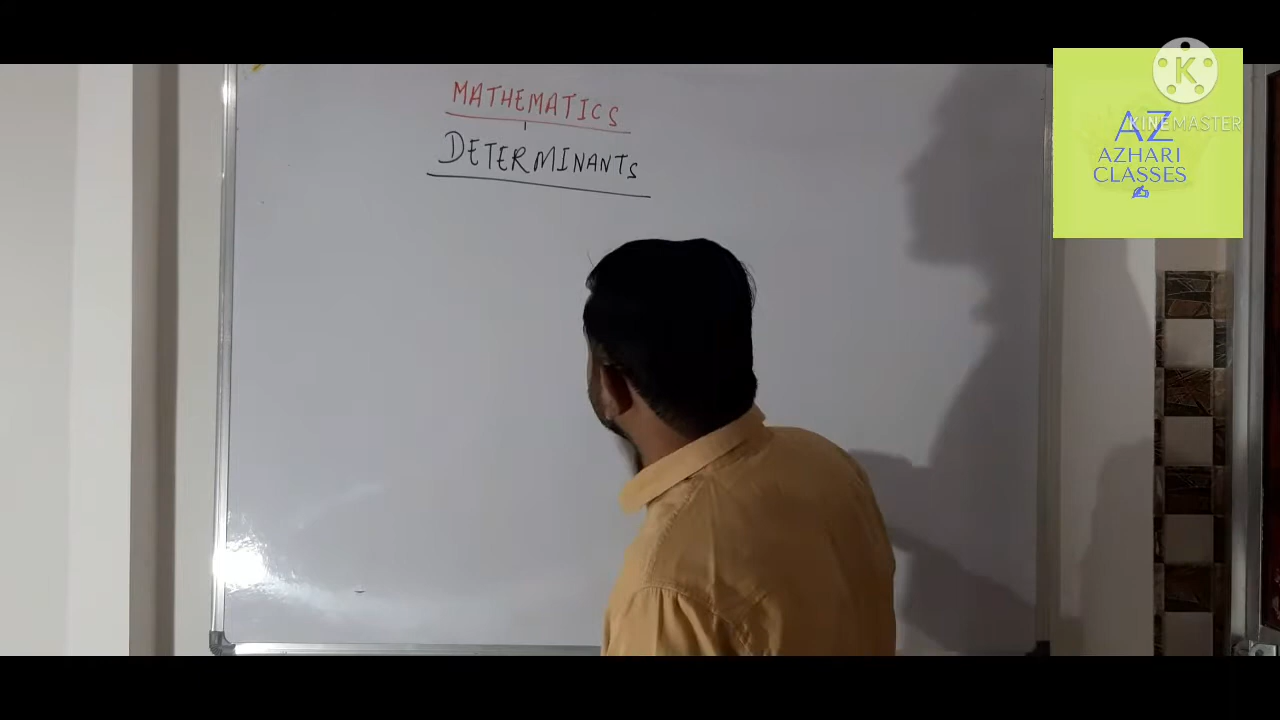 MATHEMATICS
DETERMINANTS
K
KINEMASTER
AZ
AZHARI
CLASSES